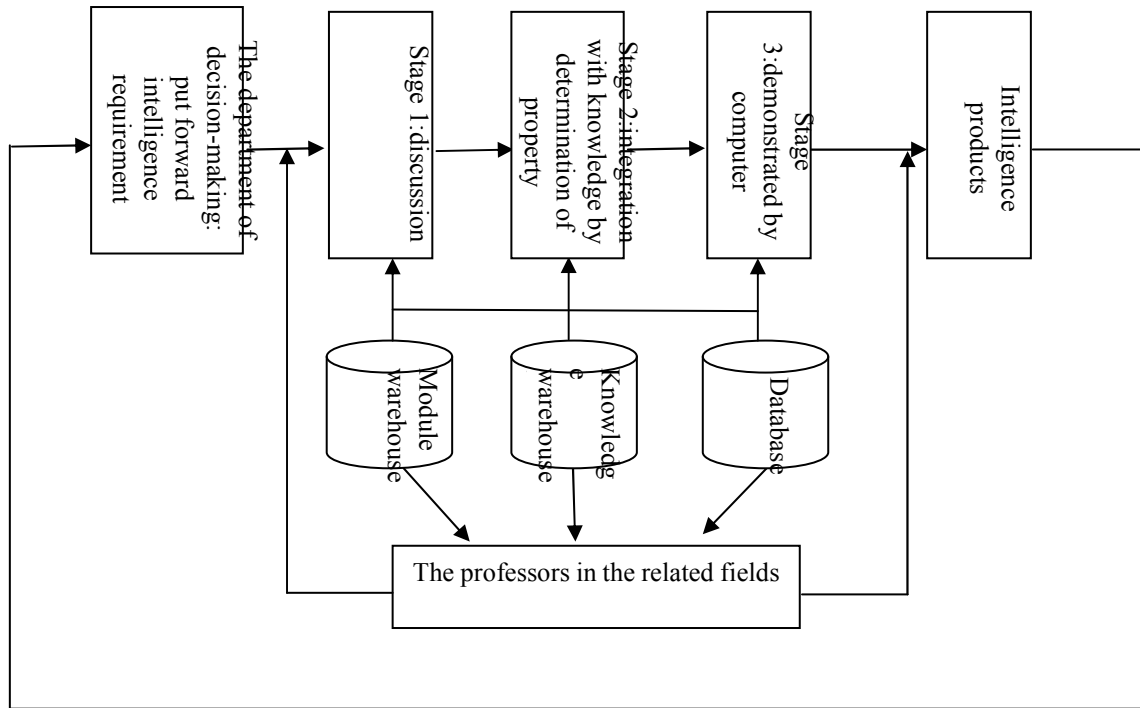 The department of
decision-making:
put forward
intelligence
requirement
Stage 1:discussion
Stage 2:integration
with knowledge by
determination of
property
Stage
3:demonstrated by
computer
Intelligence
products
Module
warehouse
Knowledg
e
warehouse
Database
The professors in the related fields